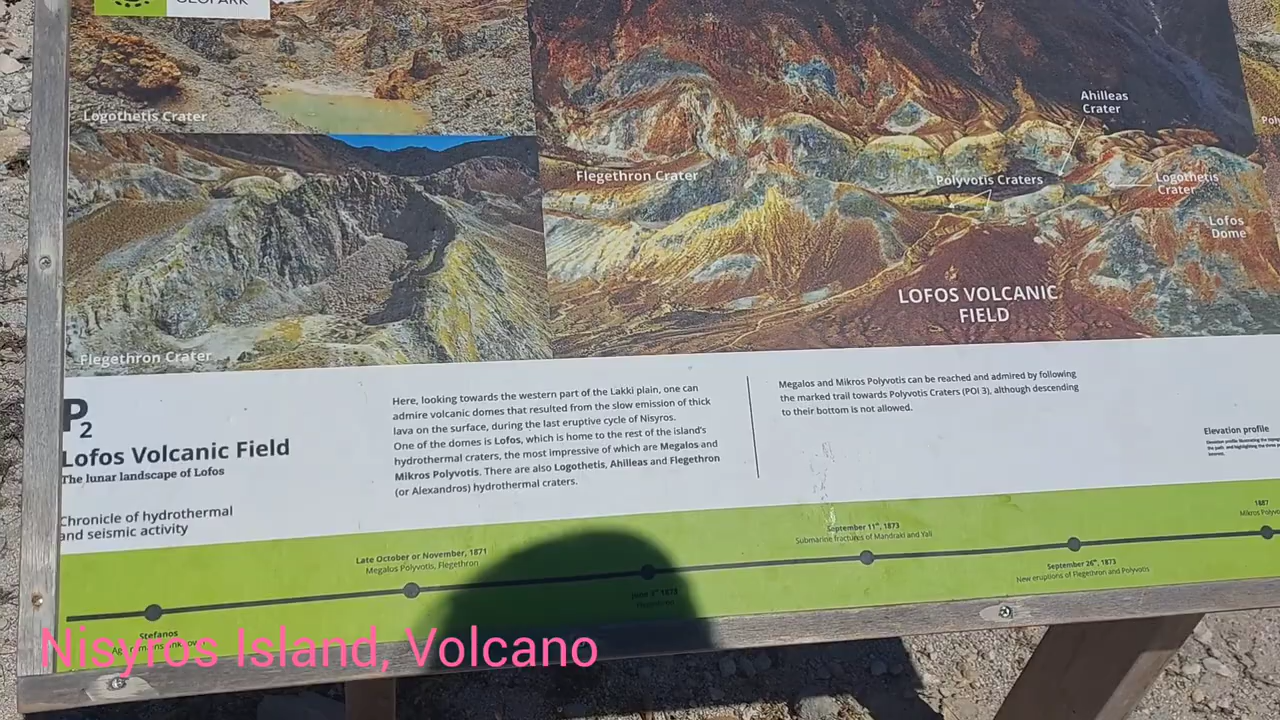 GEOPARK
Logothetis Crater
Flegethron Crater
Flegethron Crater
Ahilleas
Crater
Polyvotis Craters
Logothetis
Crater
Lofos
Dome
LOFOS VOLCANIC
FIELD
P2
Lofos Volcanic Field
The lunar landscape of Lofos
Chronicle of hydrothermal
and seismic activity
Here, looking towards the western part of the Lakki plain, one can
admire volcanic domes that resulted from the slow emission of thick
lava on the surface, during the last eruptive cycle of Nisyros.
One of the domes is Lofos, which is home to the rest of the island's
hydrothermal craters, the most impressive of which are Megalos and
Mikros Polyvotis. There are also Logothetis, Ahilleas and Flegethron
(or Alexandros) hydrothermal craters.
Megalos and Mikros Polyvotis can be reached and admired by following
the marked trail towards Polyvotis Craters (POI 3), although descending
to their bottom is not allowed.
Elevation profile
Stefanos
Late October or November, 1871
Megalos Polyvotis, Flegethron
September 11th, 1873
Submarine fractures of Mandraki and Yali
September 26th, 1873
New eruptions of Flegethron and Polyvotis
1887
Mikros
Nisyros Island, Volcano